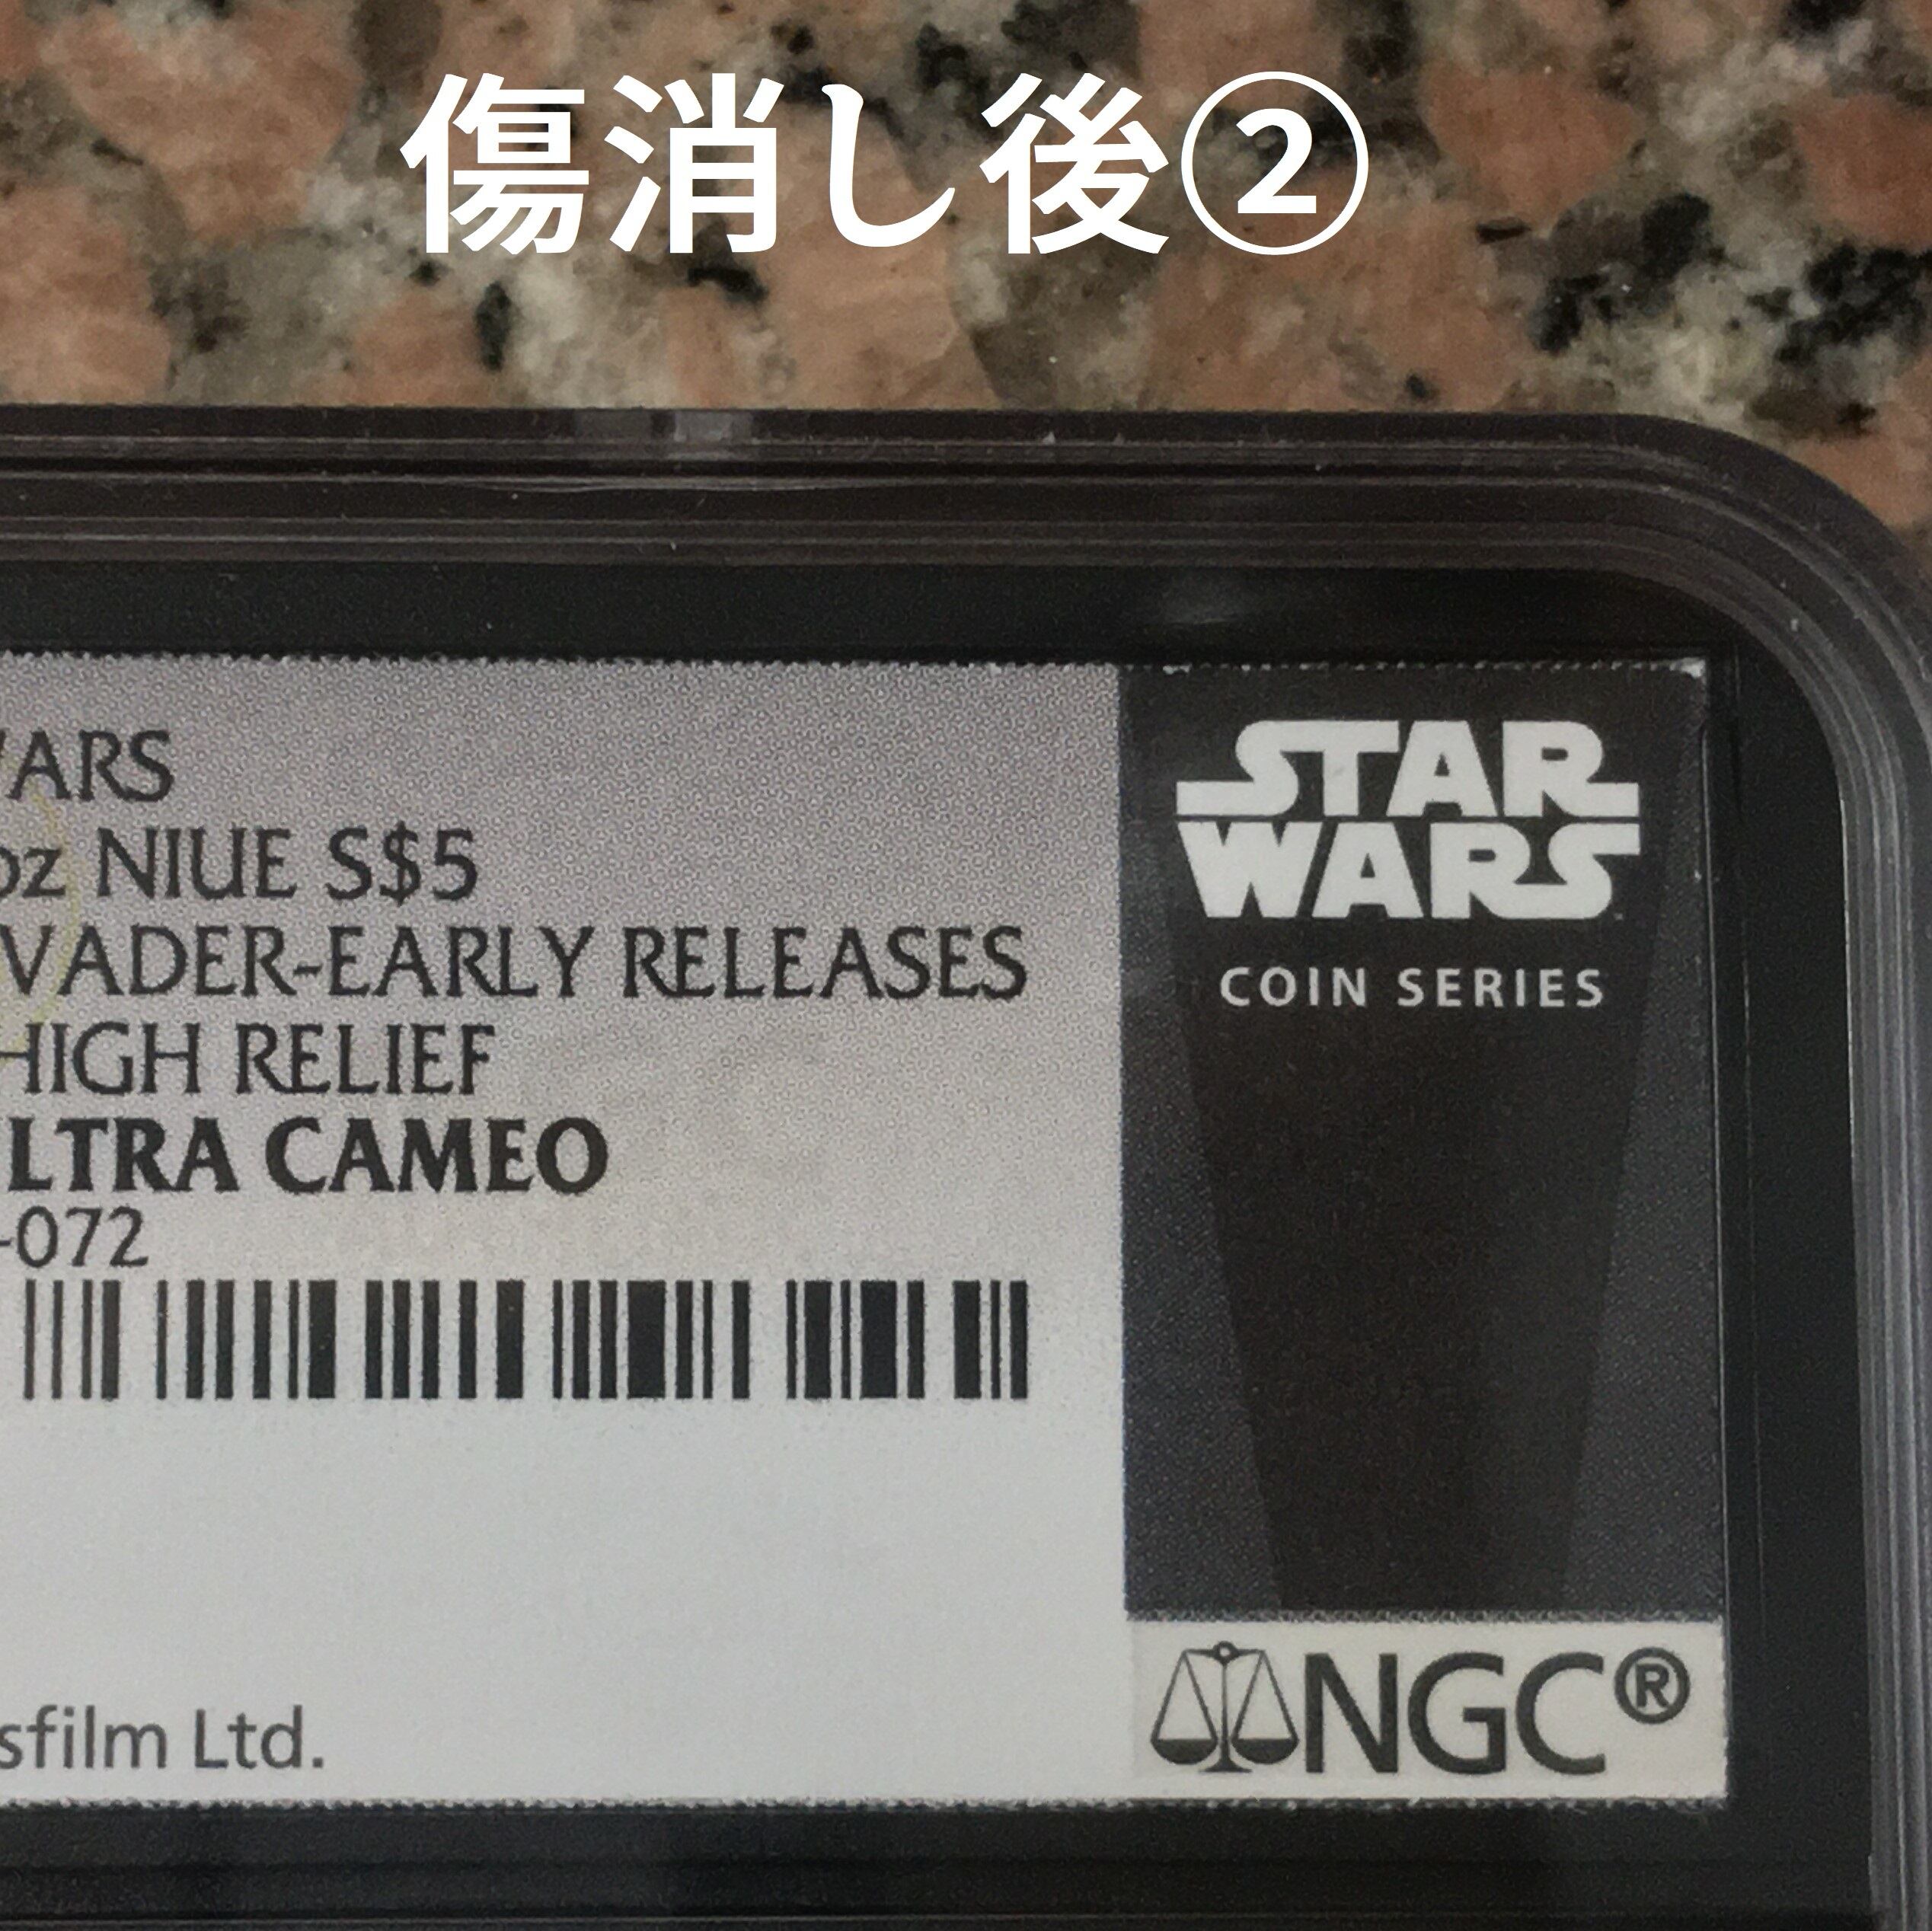 傷消し後②
WARS
oz NIUE S$5
VADER-EARLY RELEASES
HIGH RELIEF
LTRA CAMEO
-072
sfilm Ltd.
STAR
WARS
COIN SERIES
NGC®